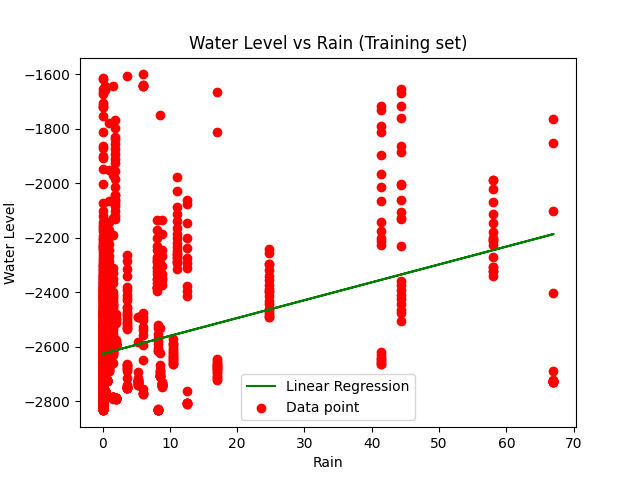 Water Level vs Rain (Training set)
−1600
−1800
−2000
−2200
−2400
−2600
−2800
Water Level
Linear Regression
Data point
0 10 20 30 40 50 60 70
Rain